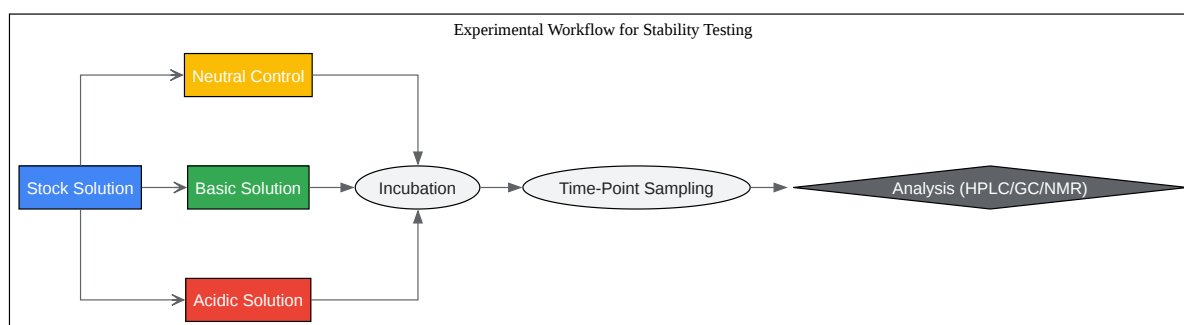 Experimental Workflow for Stability Testing
Neutral Control
Stock Solution
Basic Solution
Incubation
Time-Point Sampling
Analysis (HPLC/GC/NMR)
Acidic Solution